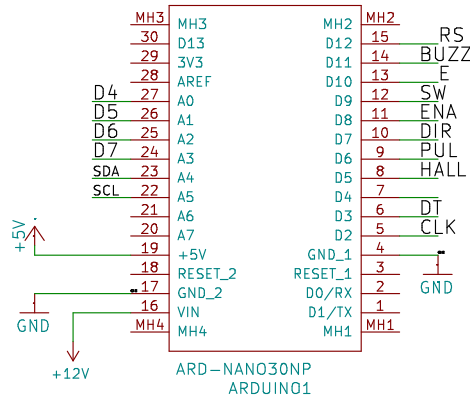 MH3 MH3 MH2 MH2
30 D13 D12 15 RS
29 3V3 D11 14 BUZZ
28 AREF D10 13 E
D4 27 A0 D9 12 SW
D5 26 A1 D8 11 ENA
D6 25 A2 D7 10 DIR
D7 24 A3 D6 9 PUL
SDA 23 A4 D5 8 HALL
SCL 22 A5 D4 7
21 A6 D3 6 DT
20 A7 D2 5 CLK
+5V 19 +5V GND_1 4
18 RESET_2 RESET_1 3
17 GND_2 D0/RX 2 GND
16 VIN D1/TX 1
GND MH4 MH4 MH1 MH1
+12V
ARD-NANO30NP
ARDUINO1